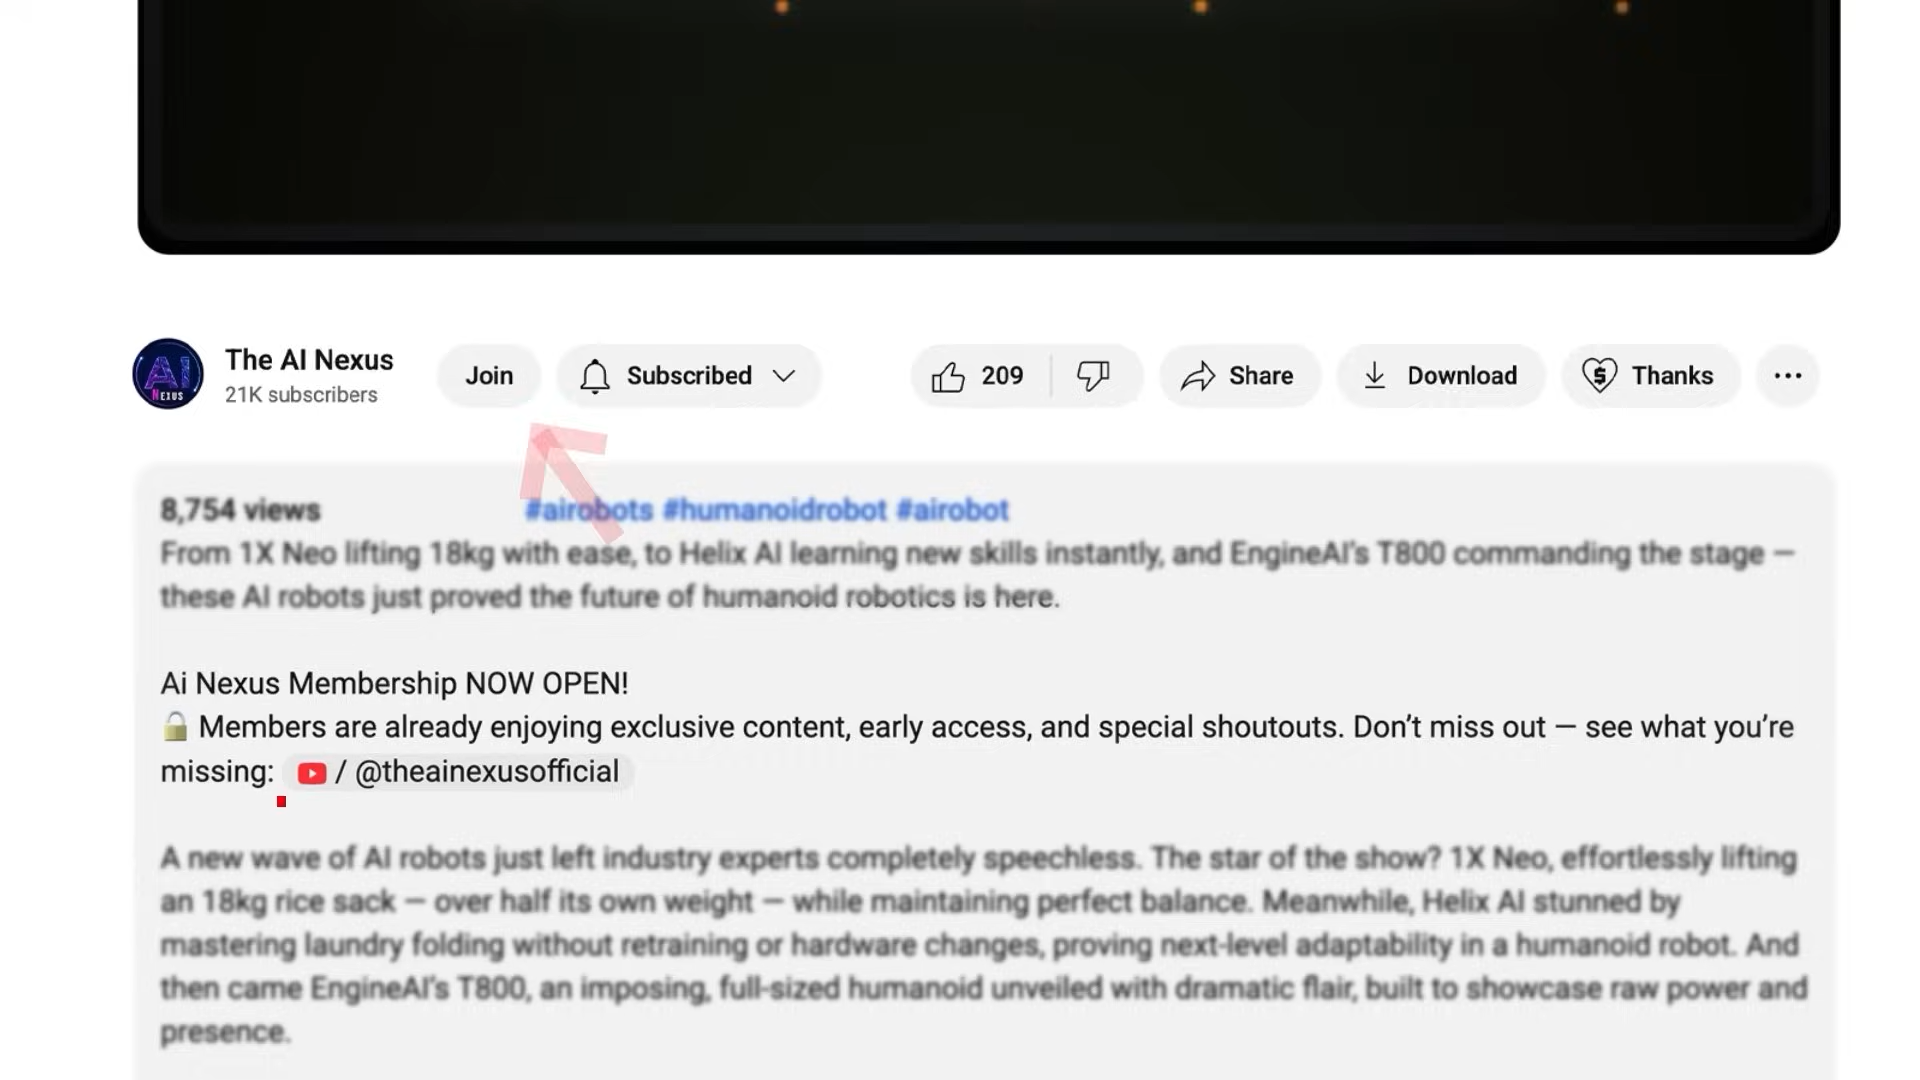 The AI Nexus
21K subscribers
AI
NEXUS
Join
Subscribed
209
Share
Download
Thanks
8,754 views #airobots #humanoidrobot #airobot
From 1X Neo lifting 18kg with ease, to Helix AI learning new skills instantly, and EngineAI’s T800 commanding the stage —
these AI robots just proved the future of humanoid robotics is here.
Ai Nexus Membership NOW OPEN!
🔒 Members are already enjoying exclusive content, early access, and special shoutouts. Don’t miss out — see what you’re
missing: / @theainexusofficial
A new wave of AI robots just left industry experts completely speechless. The star of the show? 1X Neo, effortlessly lifting
an 18kg rice sack — over half its own weight — while maintaining perfect balance. Meanwhile, Helix AI stunned by
mastering laundry folding without retraining or hardware changes, proving next-level adaptability in a humanoid robot. And
then came EngineAI’s T800, an imposing, full-sized humanoid unveiled with dramatic flair, built to showcase raw power and
presence.